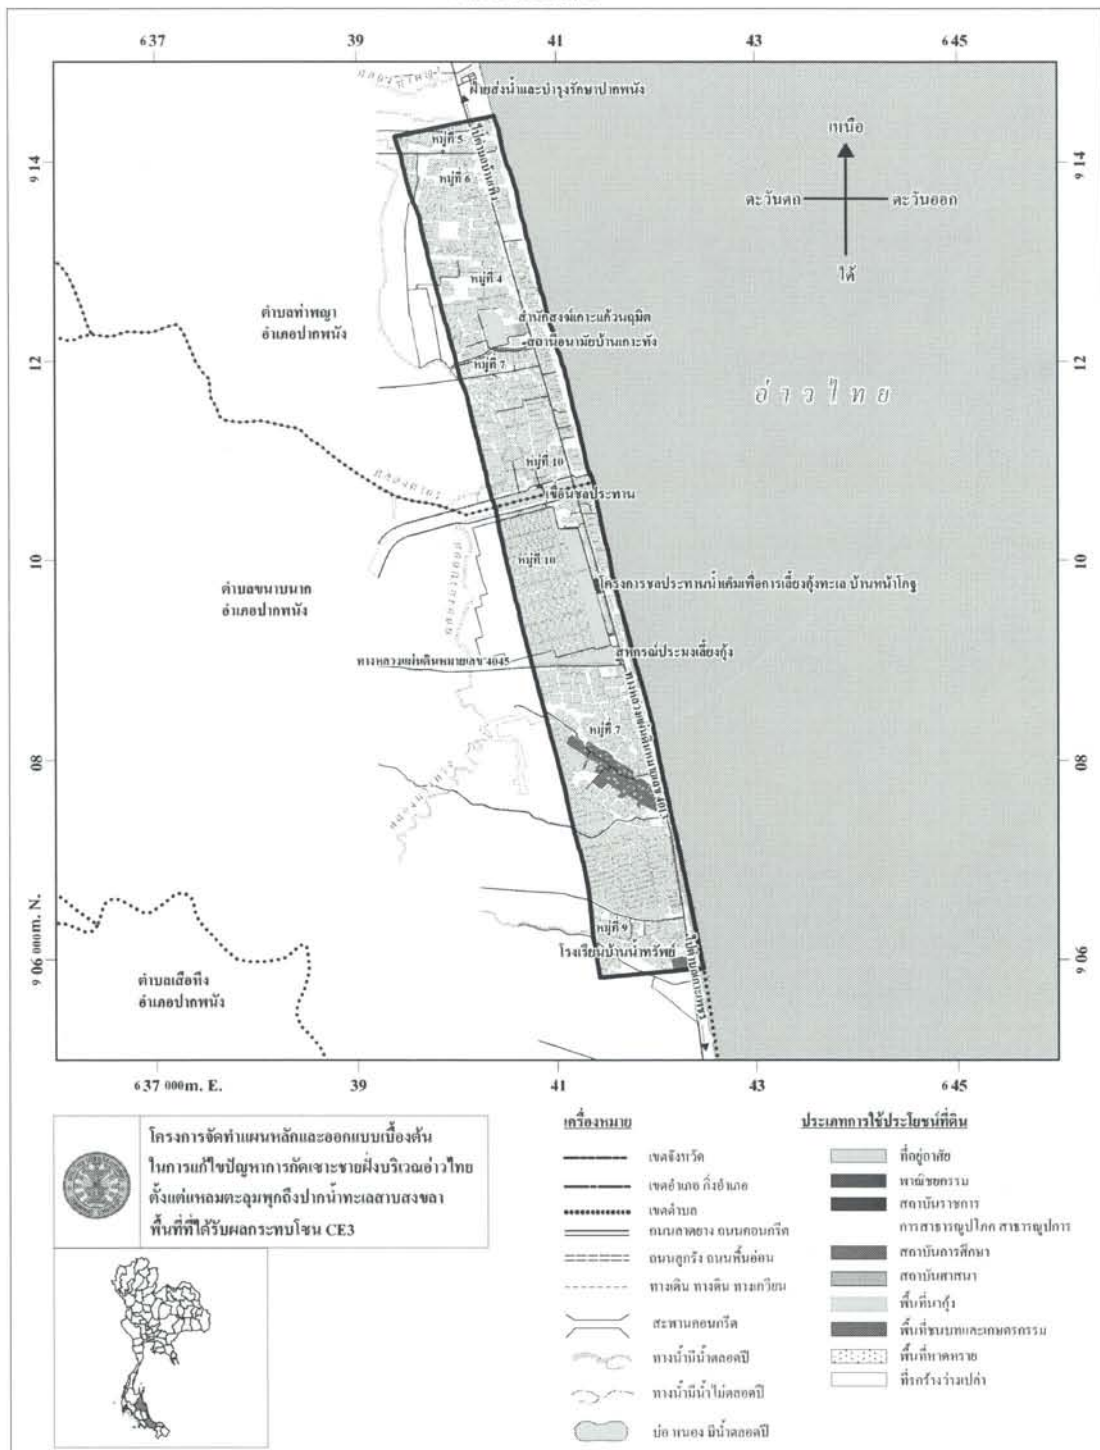 637 39 41 43 645
ฝ่ายส่งน้ำและบำรุงรักษาปากพนัง
เหนือ
หมู่ที่ 5
9 14
9 14
หมู่ที่ 6
ตะวันตก ตะวันออก
ใต้
หมู่ที่ 4
ตำบลท่าพญา
อำเภอปากพนัง
สำนักสงฆ์เกาะแก้วนฤมิต
สถานีอนามัยบ้านเกาะทัง
12
12
หมู่ที่ 7
อ่าวไทย
หมู่ที่ 10
เขื่อนชลประทาน
10
10
หมู่ที่ 10
โครงการชลประทานน้ำเค็มเพื่อการเลี้ยงกุ้งทะเล บ้านหน้าโกฐ
ตำบลขนาบนาก
อำเภอปากพนัง
สหกรณ์ประมงเลี้ยงกุ้ง
ทางหลวงแผ่นดินหมายเลข 4045
ทางหลวงแผ่นดินหมายเลข 4013
หมู่ที่ 7
08
08
หมู่ที่ 9
โรงเรียนบ้านน้ำทรัพย์
9 06 000m. N.
9 06
ไปตำบลเกาะเพชร
ตำบลเสือหึง
อำเภอปากพนัง
637 000m. E. 39 41 43 645
โครงการจัดทำแผนหลักและออกแบบเบื้องต้น
ในการแก้ไขปัญหาการกัดเซาะชายฝั่งบริเวณอ่าวไทย
ตั้งแต่แหลมตะลุมพุกถึงปากน้ำทะเลสาบสงขลา
พื้นที่ที่ได้รับผลกระทบโซน CE3
เครื่องหมาย
เขตจังหวัด
เขตอำเภอ กิ่งอำเภอ
เขตตำบล
ถนนลาดยาง ถนนคอนกรีต
ถนนลูกรัง ถนนพื้นอ่อน
ทางเดิน ทางดิน ทางเกวียน
สะพานคอนกรีต
ทางน้ำมีน้ำตลอดปี
ทางน้ำมีน้ำไม่ตลอดปี
บ่อ หนอง มีน้ำตลอดปี
ประเภทการใช้ประโยชน์ที่ดิน
ที่อยู่อาศัย
พาณิชยกรรม
สถาบันราชการ
การสาธารณูปโภค สาธารณูปการ
สถาบันการศึกษา
สถาบันศาสนา
พื้นที่นากุ้ง
พื้นที่ชนบทและเกษตรกรรม
พื้นที่หาดทราย
ที่รกร้างว่างเปล่า